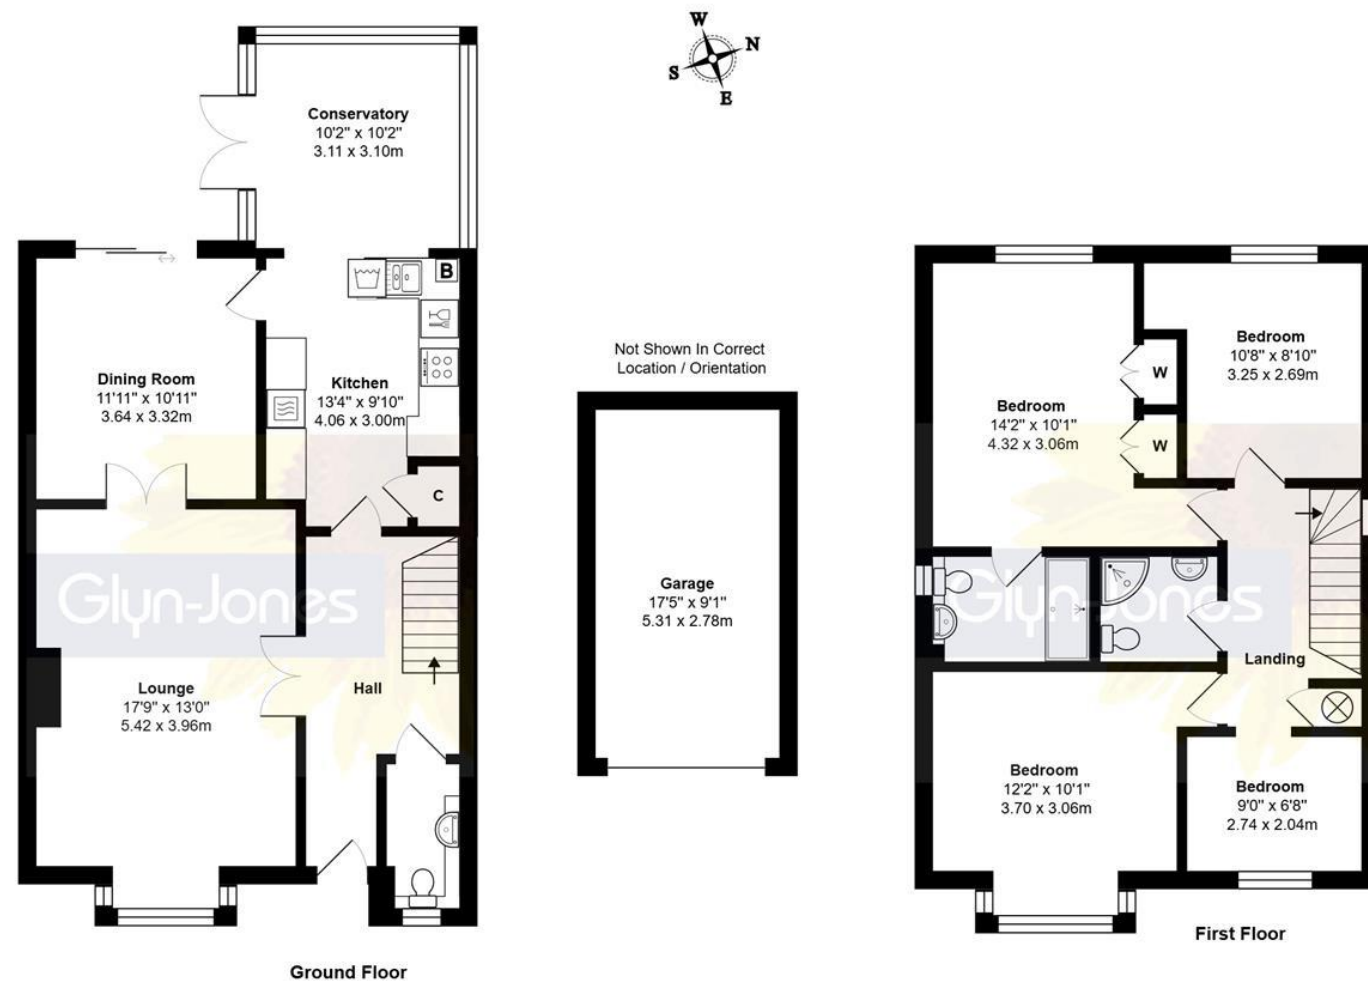 W
N
S
E
Conservatory
10'2" x 10'2"
3.11 x 3.10m
B
Dining Room
11'11" x 10'11"
3.64 x 3.32m
Kitchen
13'4" x 9'10"
4.06 x 3.00m
C
Glyn-Jones
Lounge
17'9" x 13'0"
5.42 x 3.96m
Hall
Ground Floor
Not Shown In Correct
Location / Orientation
Garage
17'5" x 9'1"
5.31 x 2.78m
Bedroom
10'8" x 8'10"
3.25 x 2.69m
W
W
Bedroom
14'2" x 10'1"
4.32 x 3.06m
Glyn-Jones
Landing
Bedroom
12'2" x 10'1"
3.70 x 3.06m
Bedroom
9'0" x 6'8"
2.74 x 2.04m
First Floor